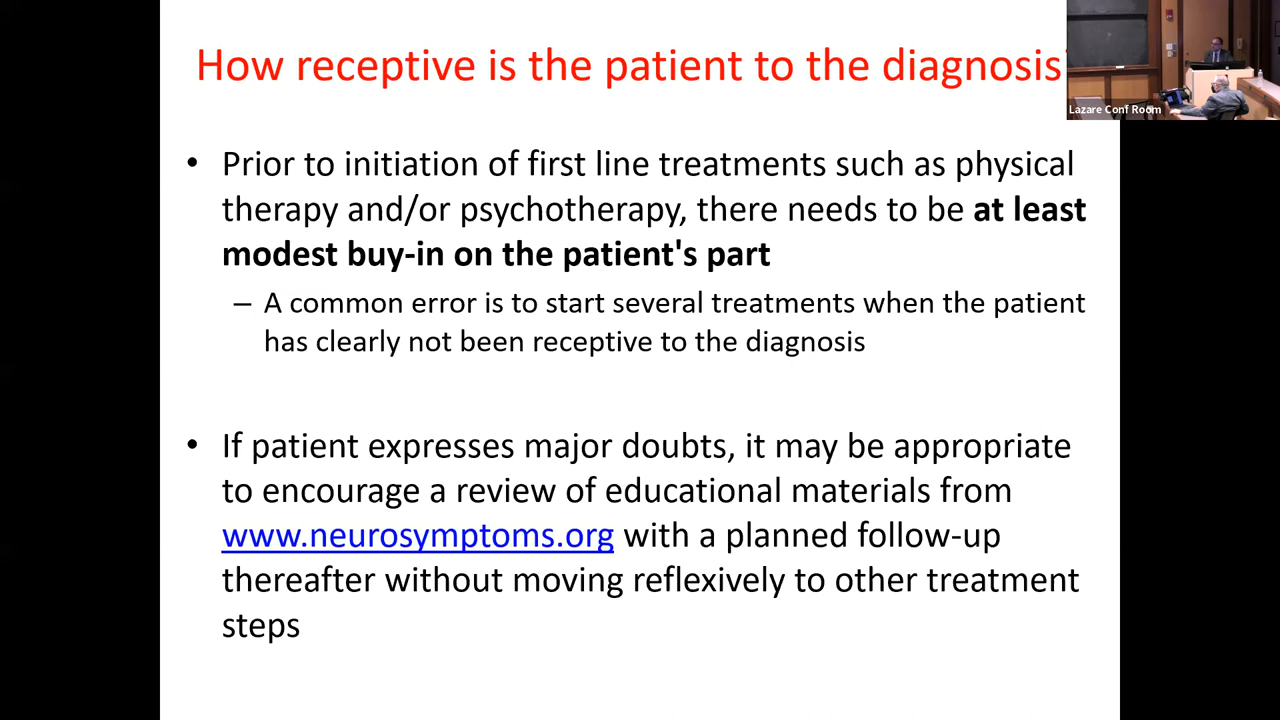 How receptive is the patient to the diagnosis
Lazare Conf Room
• Prior to initiation of first line treatments such as physical
therapy and/or psychotherapy, there needs to be at least
modest buy-in on the patient's part
– A common error is to start several treatments when the patient
has clearly not been receptive to the diagnosis
• If patient expresses major doubts, it may be appropriate
to encourage a review of educational materials from
www.neurosymptoms.org with a planned follow-up
thereafter without moving reflexively to other treatment
steps